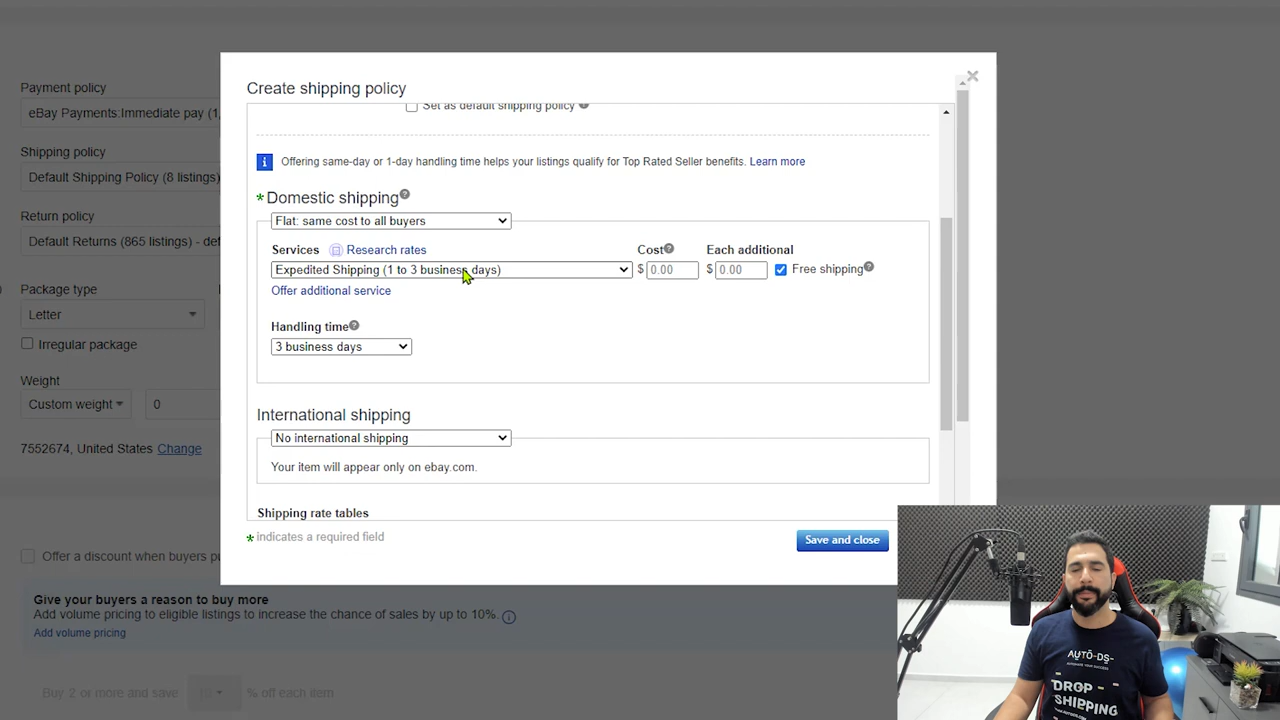 Payment policy
eBay Payments:Immediate pay (1,
Shipping policy
Default Shipping Policy (8 listings)
Return policy
Default Returns (865 listings) - def
Package type
Letter
Irregular package
Weight
Custom weight
0
7552674, United States Change
Offer a discount when buyers pu
Give your buyers a reason to buy more
Add volume pricing to eligible listings to increase the chance of sales by up to 10%.
Add volume pricing
Buy 2 or more and save
% off each item
Create shipping policy
Set as default shipping policy
Offering same-day or 1-day handling time helps your listings qualify for Top Rated Seller benefits. Learn more
* Domestic shipping
Flat: same cost to all buyers
Services Research rates Cost Each additional
Expedited Shipping (1 to 3 business days) $ 0.00 $ 0.00 Free shipping
Offer additional service
Handling time
3 business days
International shipping
No international shipping
Your item will appear only on ebay.com.
Shipping rate tables
* indicates a required field
Save and close
AUTO-DS-
AUTOMATE YOUR SUCCESS
DROP
SHIPPING